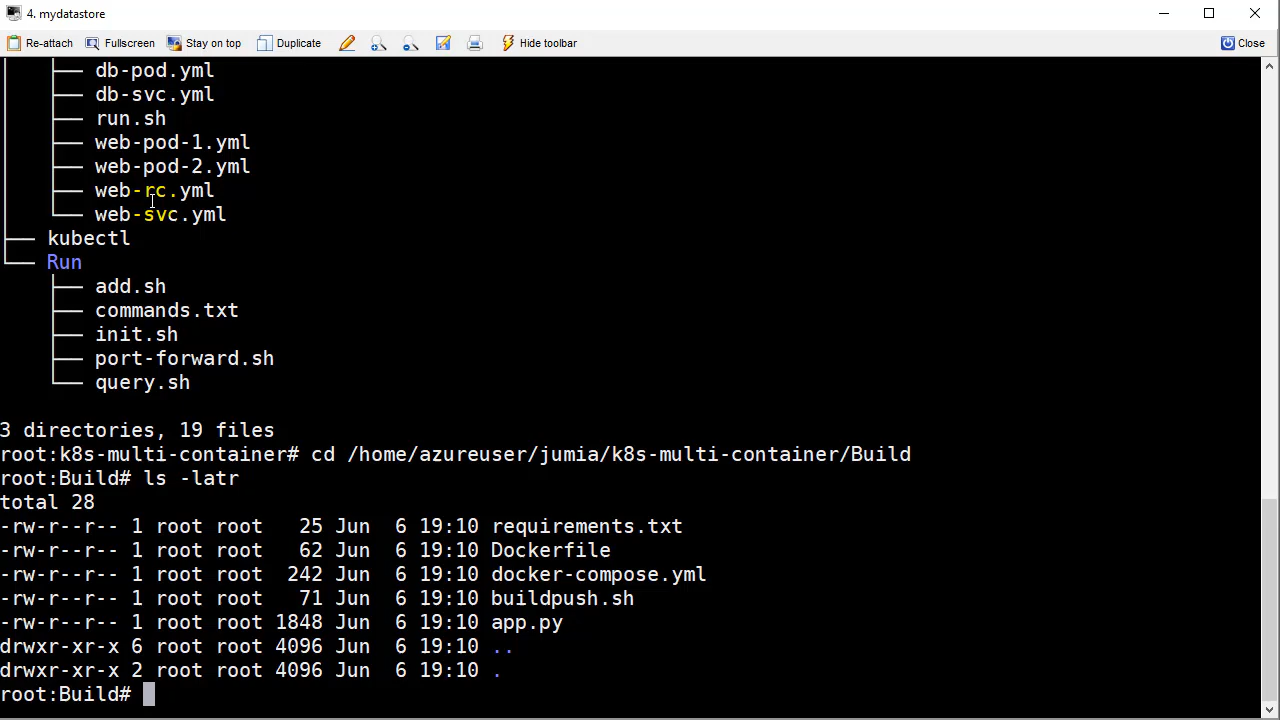 4. mydatastore
Re-attach Fullscreen Stay on top Duplicate Hide toolbar Close
│   ├── db-pod.yml
│   ├── db-svc.yml
│   ├── run.sh
│   ├── web-pod-1.yml
│   ├── web-pod-2.yml
│   ├── web-rc.yml
│   └── web-svc.yml
├── kubectl
└── Run
    ├── add.sh
    ├── commands.txt
    ├── init.sh
    ├── port-forward.sh
    └── query.sh
3 directories, 19 files
root:k8s-multi-container# cd /home/azureuser/jumia/k8s-multi-container/Build
root:Build# ls -latr
total 28
-rw-r--r-- 1 root root   25 Jun  6 19:10 requirements.txt
-rw-r--r-- 1 root root   62 Jun  6 19:10 Dockerfile
-rw-r--r-- 1 root root  242 Jun  6 19:10 docker-compose.yml
-rw-r--r-- 1 root root   71 Jun  6 19:10 buildpush.sh
-rw-r--r-- 1 root root 1848 Jun  6 19:10 app.py
drwxr-xr-x 6 root root 4096 Jun  6 19:10 ..
drwxr-xr-x 2 root root 4096 Jun  6 19:10 .
root:Build#